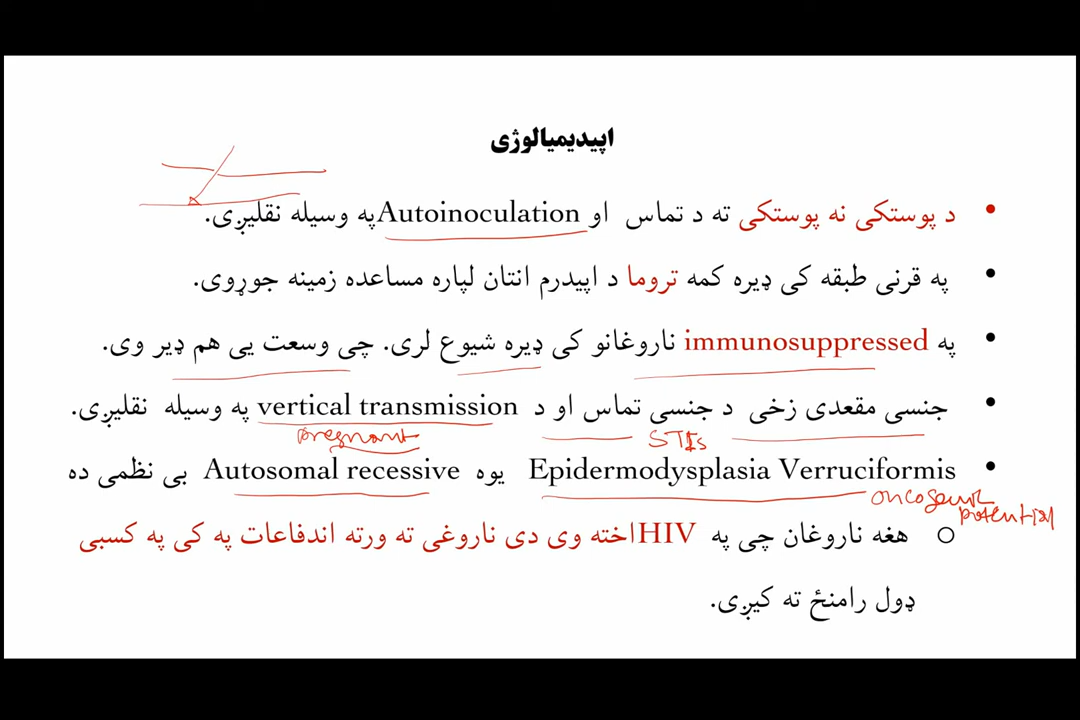 اپیدیمیالوژی
د پوستکی نه پوستکی ته د تماس او Autoinoculation په وسیله نقلیږی.
په قرنی طبقه کی ډیره کمه تروما د اپیدرم انتان لپاره مساعده زمینه جوړوی.
په immunosuppressed ناروغانو کی ډیره شیوع لری. چی وسعت یی هم ډیر وی.
جنسی مقعدی زخی د جنسی تماس او د vertical transmission په وسیله نقلیږی.
pregnant STIs
Epidermodysplasia Verruciformis یوه Autosomal recessive بی نظمی ده
oncogenic potential
هغه ناروغان چی په HIV اخته وی دی ناروغی ته ورته اندفاعات په کی په کسبی
ډول رامنځ ته کیږی.